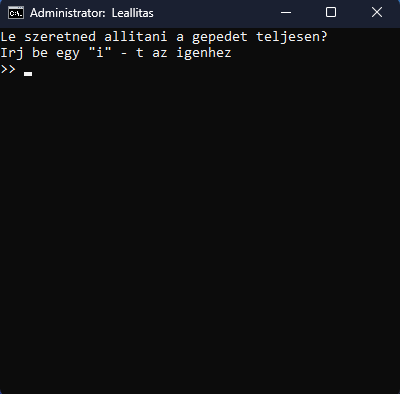 Administrator: Leallitas
Le szeretned allitani a gepedet teljesen?
Irj be egy "i" - t az igenhez
>>